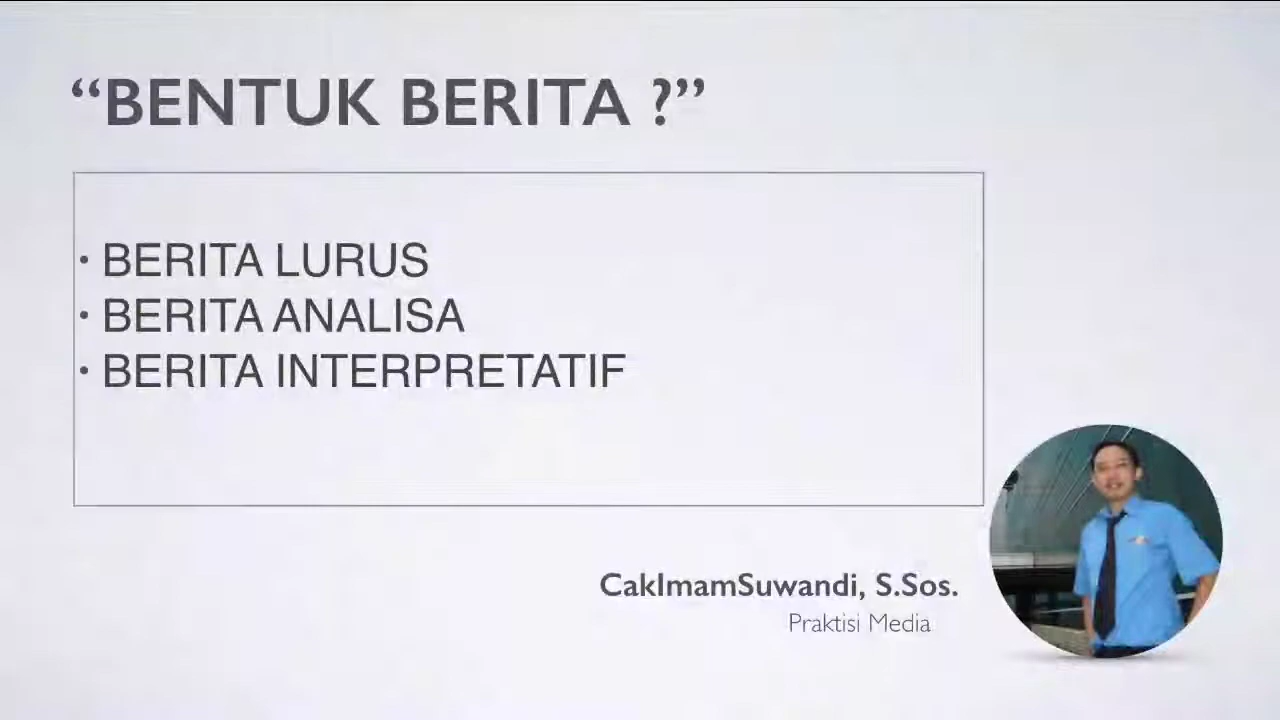 “BENTUK BERITA ?”
• BERITA LURUS
• BERITA ANALISA
• BERITA INTERPRETATIF
CakImamSuwandi, S.Sos.
Praktisi Media